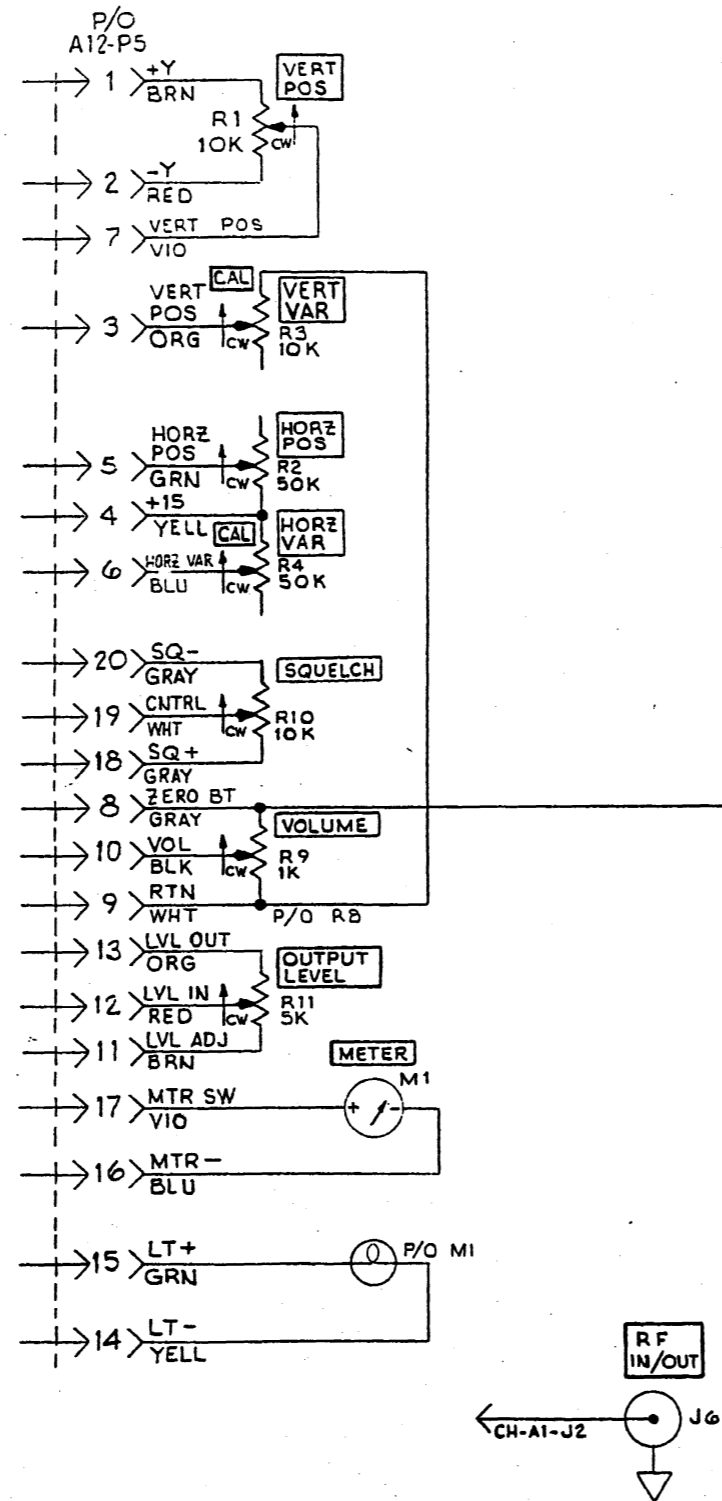 P/O
A12-P5
1 +Y
BRN
VERT
POS
R1
10K
CW
2 -Y
RED
7 VERT POS
VIO
CAL
VERT
POS
3 ORG
CW
VERT
VAR
R3
10K
HORZ
POS
5 GRN
CW
HORZ
POS
R2
50K
4 +15
YELL
CAL
HORZ
VAR
6 HORZ VAR
BLU
CW
R4
50K
20 SQ-
GRAY
SQUELCH
19 CNTRL
WHT
CW
R10
10K
18 SQ+
GRAY
8 ZERO BT
GRAY
VOLUME
10 VOL
BLK
CW
R9
1K
9 RTN
WHT
P/O R8
13 LVL OUT
ORG
OUTPUT
LEVEL
12 LVL IN
RED
CW
R11
5K
11 LVL ADJ
BRN
METER
M1
17 MTR SW
VIO
+ -
16 MTR-
BLU
15 LT+
GRN
P/O M1
14 LT-
YELL
RF
IN/OUT
CH-A1-J2
J6